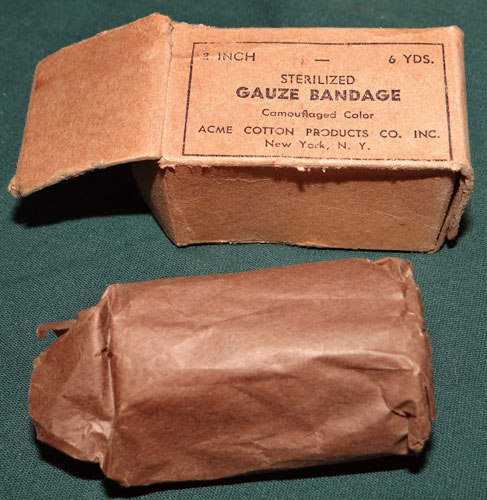 2 INCH — 6 YDS.
STERILIZED
GAUZE BANDAGE
Camouflaged Color
ACME COTTON PRODUCTS CO. INC.
New York, N. Y.